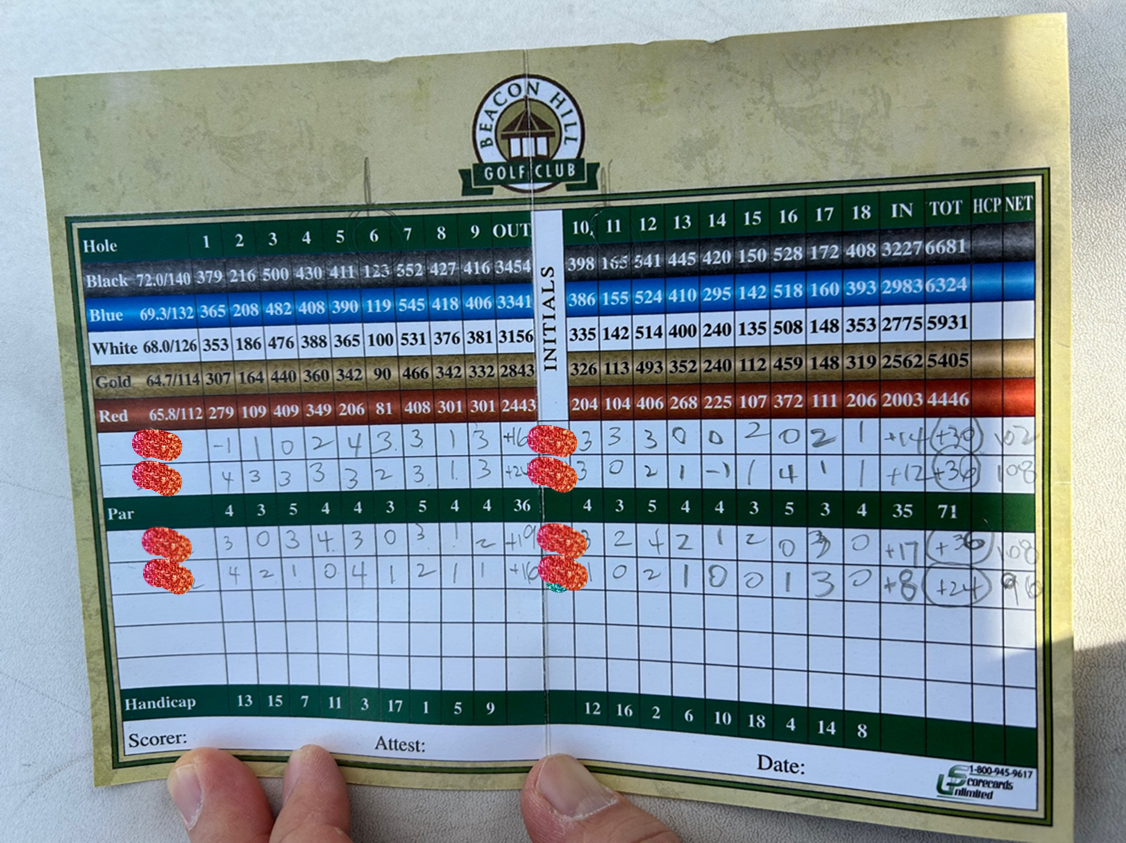 BEACON HILL
GOLF CLUB
Hole 1 2 3 4 5 6 7 8 9 OUT INITIALS 10 11 12 13 14 15 16 17 18 IN TOT HCP NET
Black 72.0/140 379 216 500 430 411 123 552 427 416 3454 398 165 541 445 420 150 528 172 408 3227 6681
Blue 69.3/132 365 208 482 408 390 119 545 418 406 3341 386 155 524 410 295 142 518 160 393 2983 6324
White 68.0/126 353 186 476 388 365 100 531 376 381 3156 335 142 514 400 240 135 508 148 353 2775 5931
Gold 64.7/114 307 164 440 360 342 90 466 342 332 2843 326 113 493 352 240 112 459 148 319 2562 5405
Red 65.8/112 279 109 409 349 206 81 408 301 301 2443 204 104 406 268 225 107 372 111 206 2003 4446
-1 1 0 2 4 3 3 1 3 +16 3 3 3 0 0 2 0 2 1 +14 +30 102
4 3 3 3 3 2 3 1 3 3 0 2 1 -1 1 4 1 1 +12 +36 108
Par 4 3 5 4 4 3 5 4 4 36 4 3 5 4 4 3 5 3 4 35 71
3 0 3 4 3 0 3 1 2 +19 2 4 2 1 2 0 3 0 +17 +36 108
4 2 1 0 4 1 2 1 1 +16 1 0 2 1 0 0 1 3 0 +8 +24 96
Handicap 13 15 7 11 3 17 1 5 9 12 16 2 6 10 18 4 14 8
Scorer: Attest: Date:
1-800-945-9617
Scorecards
Unlimited